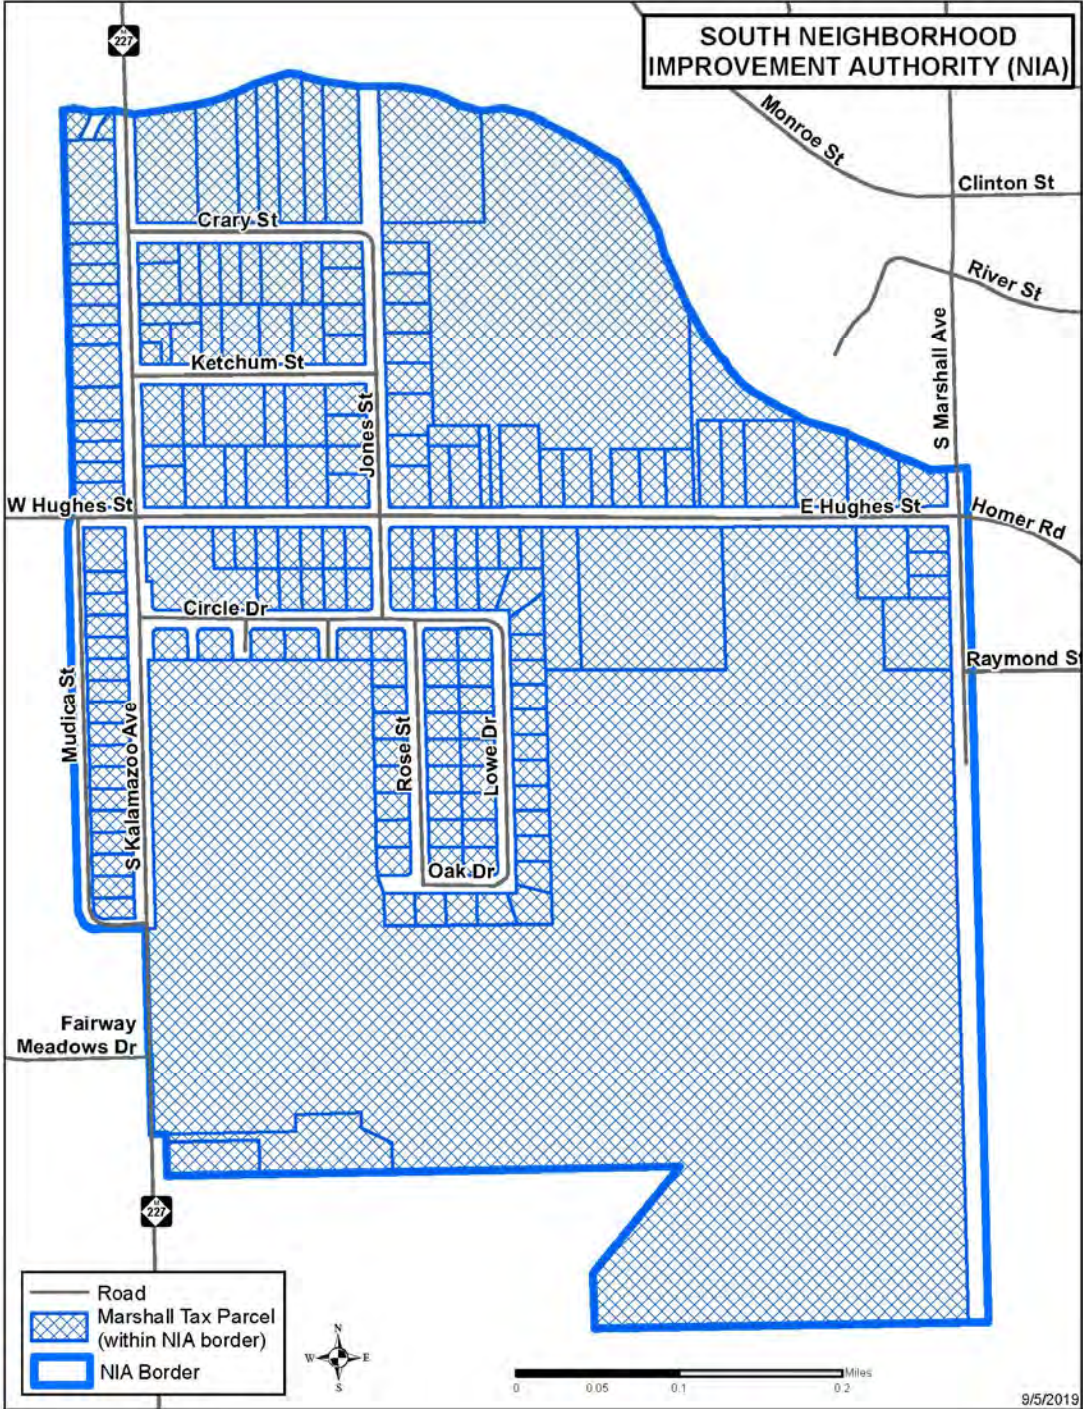 M
227
SOUTH NEIGHBORHOOD
IMPROVEMENT AUTHORITY (NIA)
Monroe St
Clinton St
Crary St
River St
S Marshall Ave
Ketchum St
Jones St
W Hughes St
E Hughes St
Homer Rd
Circle Dr
Raymond St
Mudica St
S Kalamazoo Ave
Rose St
Lowe Dr
Oak Dr
Fairway
Meadows Dr
M
227
Road
Marshall Tax Parcel
(within NIA border)
NIA Border
N
W E
S
Miles
0 0.05 0.1 0.2
9/5/2019